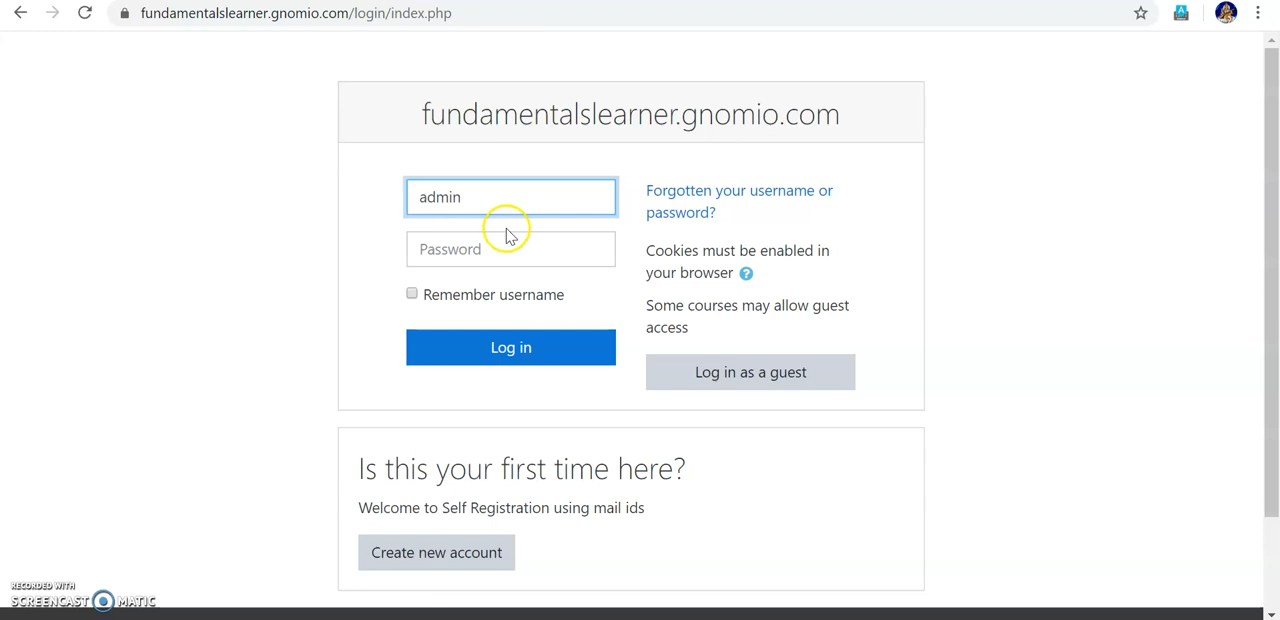 fundamentalslearner.gnomio.com/login/index.php
fundamentalslearner.gnomio.com
admin
Password
Remember username
Log in
Forgotten your username or
password?
Cookies must be enabled in
your browser ?
Some courses may allow guest
access
Log in as a guest
Is this your first time here?
Welcome to Self Registration using mail ids
Create new account
RECORDED WITH
SCREENCAST MATIC